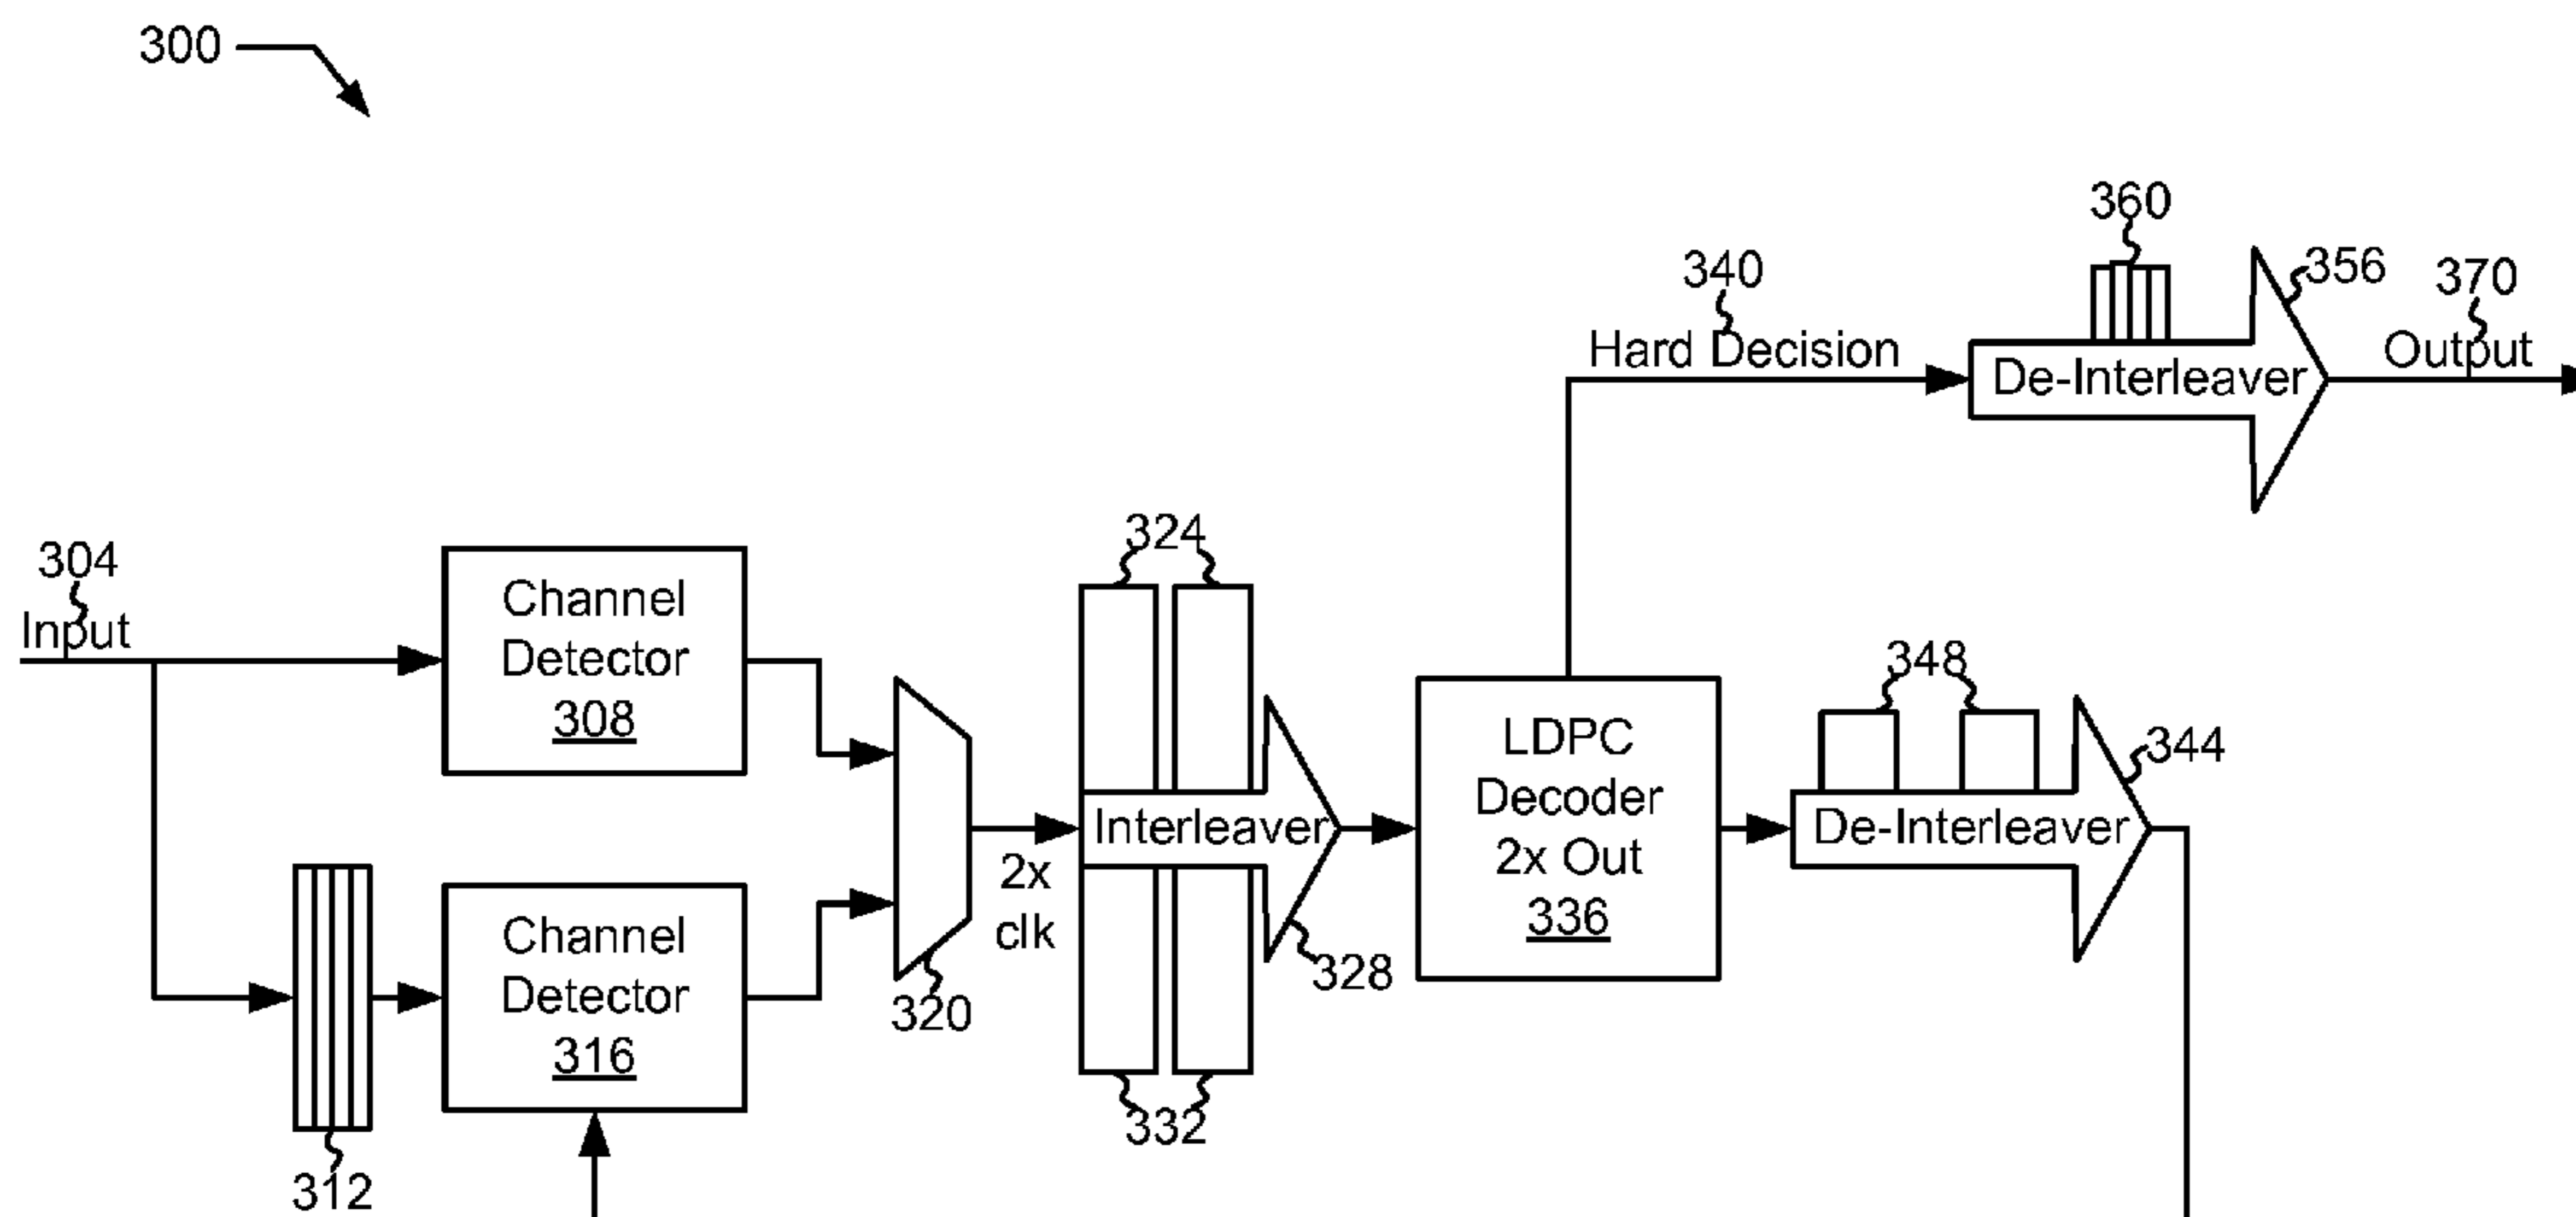 300
360
356
370
340
Hard Decision
De-Interleaver
Output
324
304
Input
Channel
Detector
308
348
344
LDPC
Decoder
2x Out
336
Interleaver
De-Interleaver
2x
clk
328
Channel
Detector
316
320
332
312